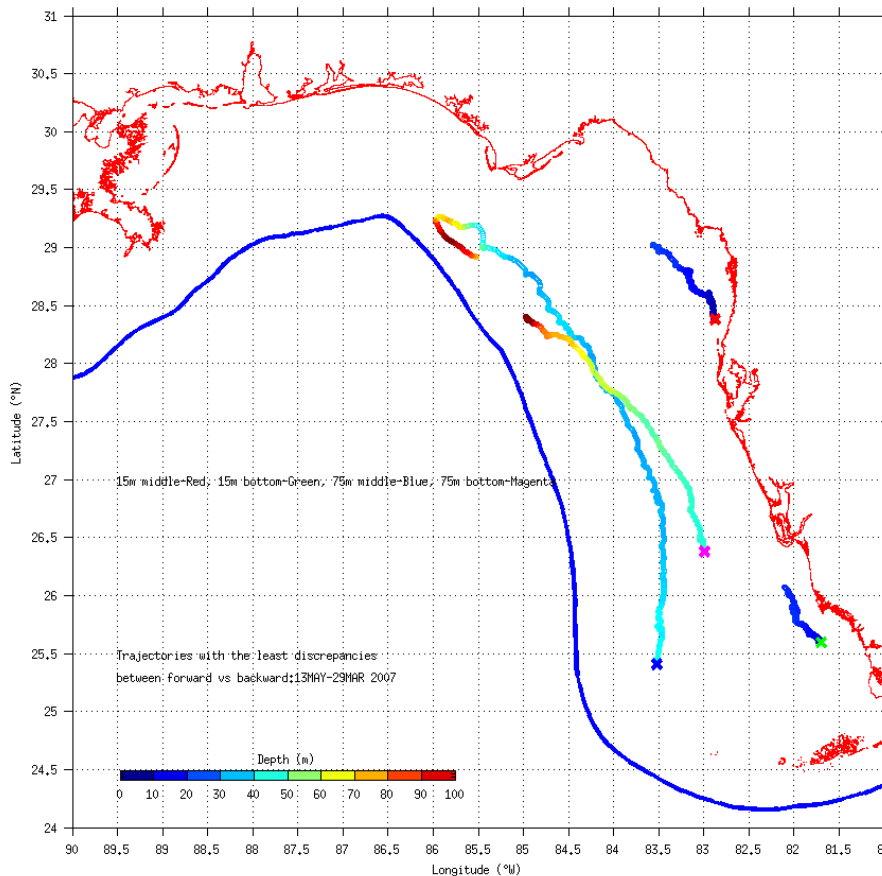 31
30.5
30
29.5
29
28.5
28
27.5
27
26.5
26
25.5
25
24.5
24
Latitude (°N)
15m middle-Red, 15m bottom-Green, 75m middle-Blue, 75m bottom-Magenta
Trajectories with the least discrepancies
between forward vs backward:13MAY-29MAR 2007
Depth (m)
0 10 20 30 40 50 60 70 80 90 100
90 89.5 89 88.5 88 87.5 87 86.5 86 85.5 85 84.5 84 83.5 83 82.5 82 81.5 8
Longitude (°W)